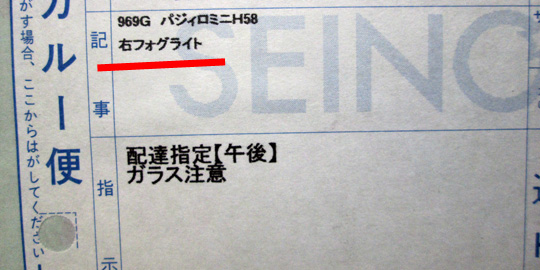 969G パジィロミニH58
右フォグライト
記
事
SEINO
配達指定【午後】
ガラス注意
指
示
カルー便
がす場合、ここからはがしてください